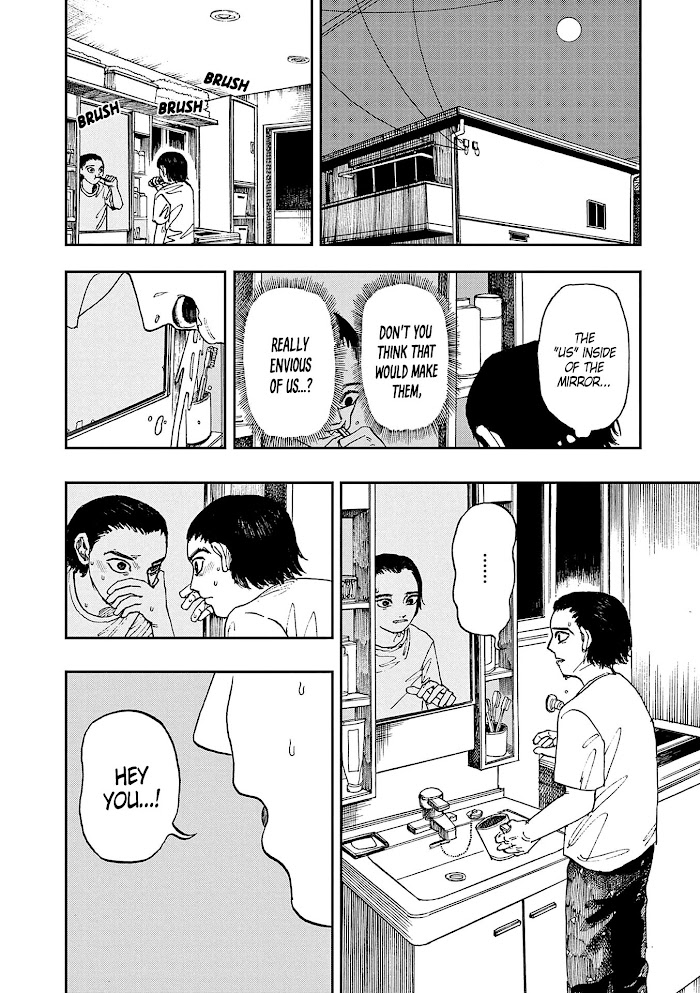 BRUSH
BRUSH
BRUSH
THE
"US" INSIDE
OF THE
MIRROR...
DON'T YOU
THINK THAT
WOULD MAKE
THEM,
REALLY
ENVIOUS
OF US...?
......
HEY
YOU...!